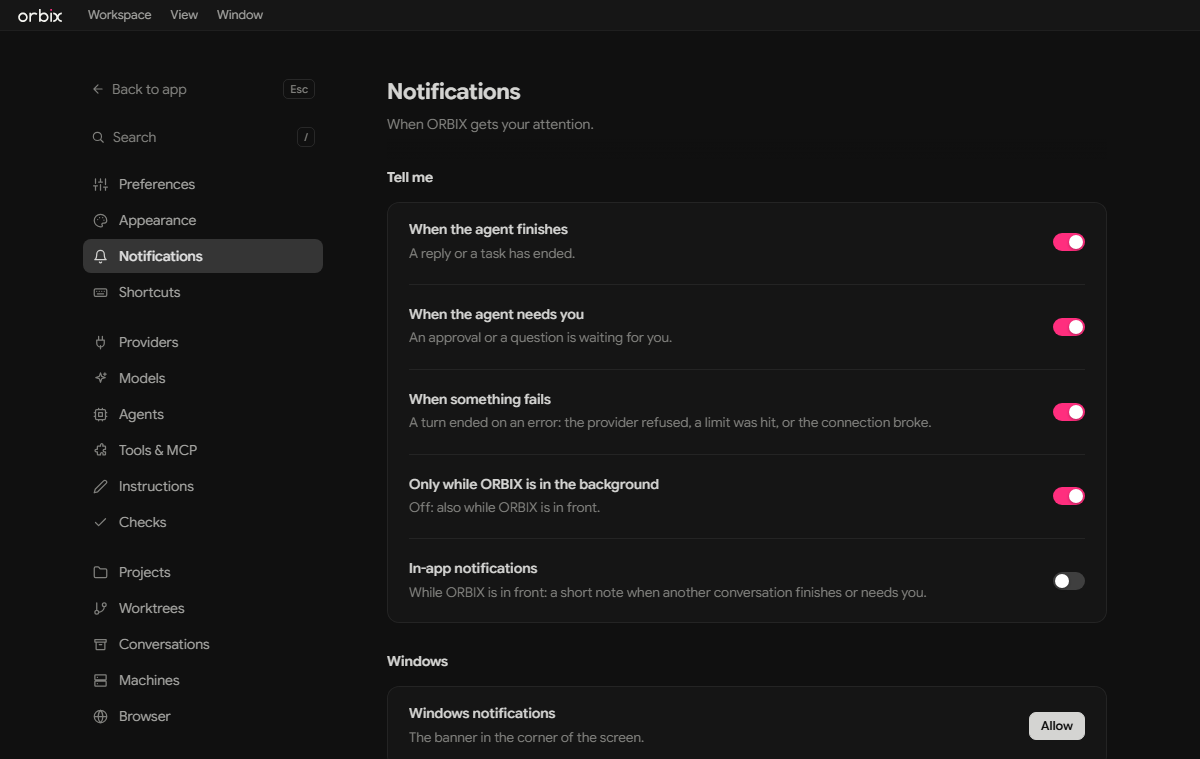 orbix Workspace View Window
Back to app Esc
Search /
Preferences
Appearance
Notifications
Shortcuts
Providers
Models
Agents
Tools & MCP
Instructions
Checks
Projects
Worktrees
Conversations
Machines
Browser
Notifications
When ORBIX gets your attention.
Tell me
When the agent finishes
A reply or a task has ended.
When the agent needs you
An approval or a question is waiting for you.
When something fails
A turn ended on an error: the provider refused, a limit was hit, or the connection broke.
Only while ORBIX is in the background
Off: also while ORBIX is in front.
In-app notifications
While ORBIX is in front: a short note when another conversation finishes or needs you.
Windows
Windows notifications
The banner in the corner of the screen.
Allow